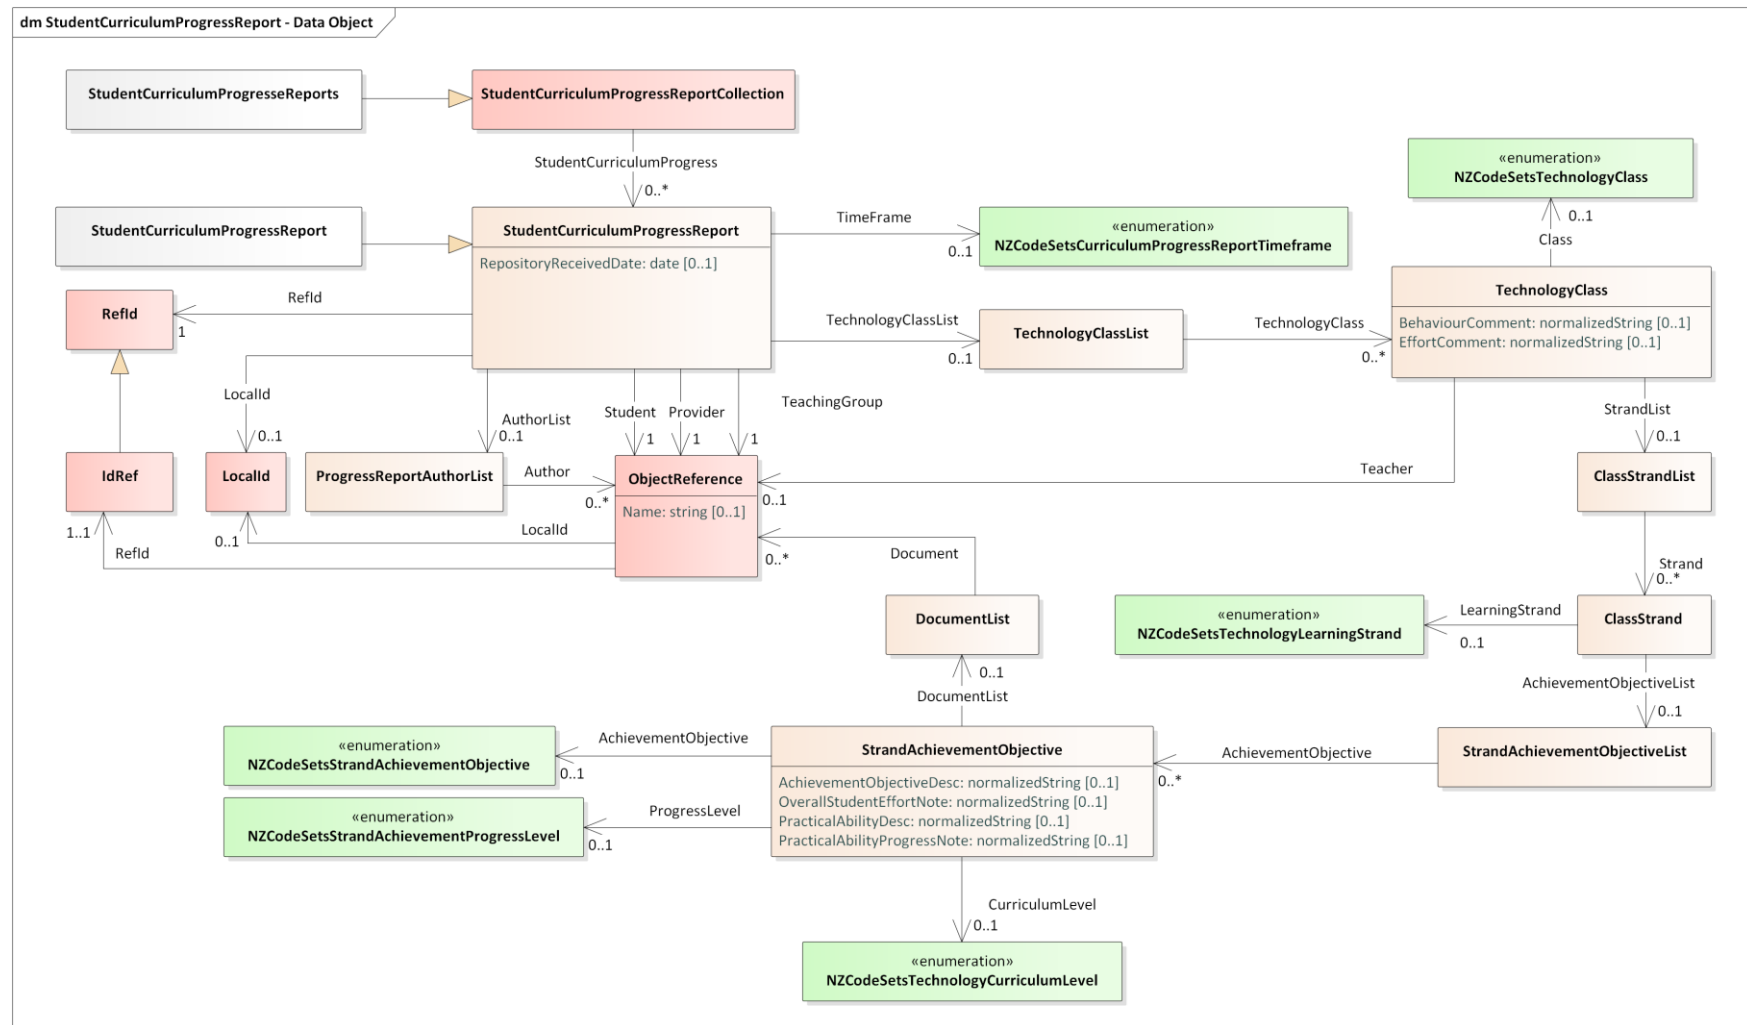 dm StudentCurriculumProgressReport - Data Object
StudentCurriculumProgresseReports
StudentCurriculumProgressReportCollection
StudentCurriculumProgress
0..*
«enumeration»
NZCodeSetsTechnologyClass
0..1
Class
StudentCurriculumProgressReport
StudentCurriculumProgressReport
RepositoryReceivedDate: date [0..1]
TimeFrame
0..1
«enumeration»
NZCodeSetsCurriculumProgressReportTimeframe
TechnologyClass
BehaviourComment: normalizedString [0..1]
EffortComment: normalizedString [0..1]
RefId
RefId
1
TechnologyClassList
0..1
TechnologyClassList
TechnologyClass
0..*
LocalId
0..1
AuthorList
0..1
Student
1
Provider
1
TeachingGroup
1
StrandList
0..1
IdRef
1..1
LocalId
0..1
ProgressReportAuthorList
Author
0..*
ObjectReference
Name: string [0..1]
Teacher
0..1
ClassStrandList
LocalId
RefId
Document
0..*
Strand
0..*
DocumentList
«enumeration»
NZCodeSetsTechnologyLearningStrand
LearningStrand
0..1
ClassStrand
0..1
DocumentList
AchievementObjectiveList
0..1
«enumeration»
NZCodeSetsStrandAchievementObjective
AchievementObjective
0..1
StrandAchievementObjective
AchievementObjectiveDesc: normalizedString [0..1]
OverallStudentEffortNote: normalizedString [0..1]
PracticalAbilityDesc: normalizedString [0..1]
PracticalAbilityProgressNote: normalizedString [0..1]
AchievementObjective
0..*
StrandAchievementObjectiveList
«enumeration»
NZCodeSetsStrandAchievementProgressLevel
ProgressLevel
0..1
CurriculumLevel
0..1
«enumeration»
NZCodeSetsTechnologyCurriculumLevel